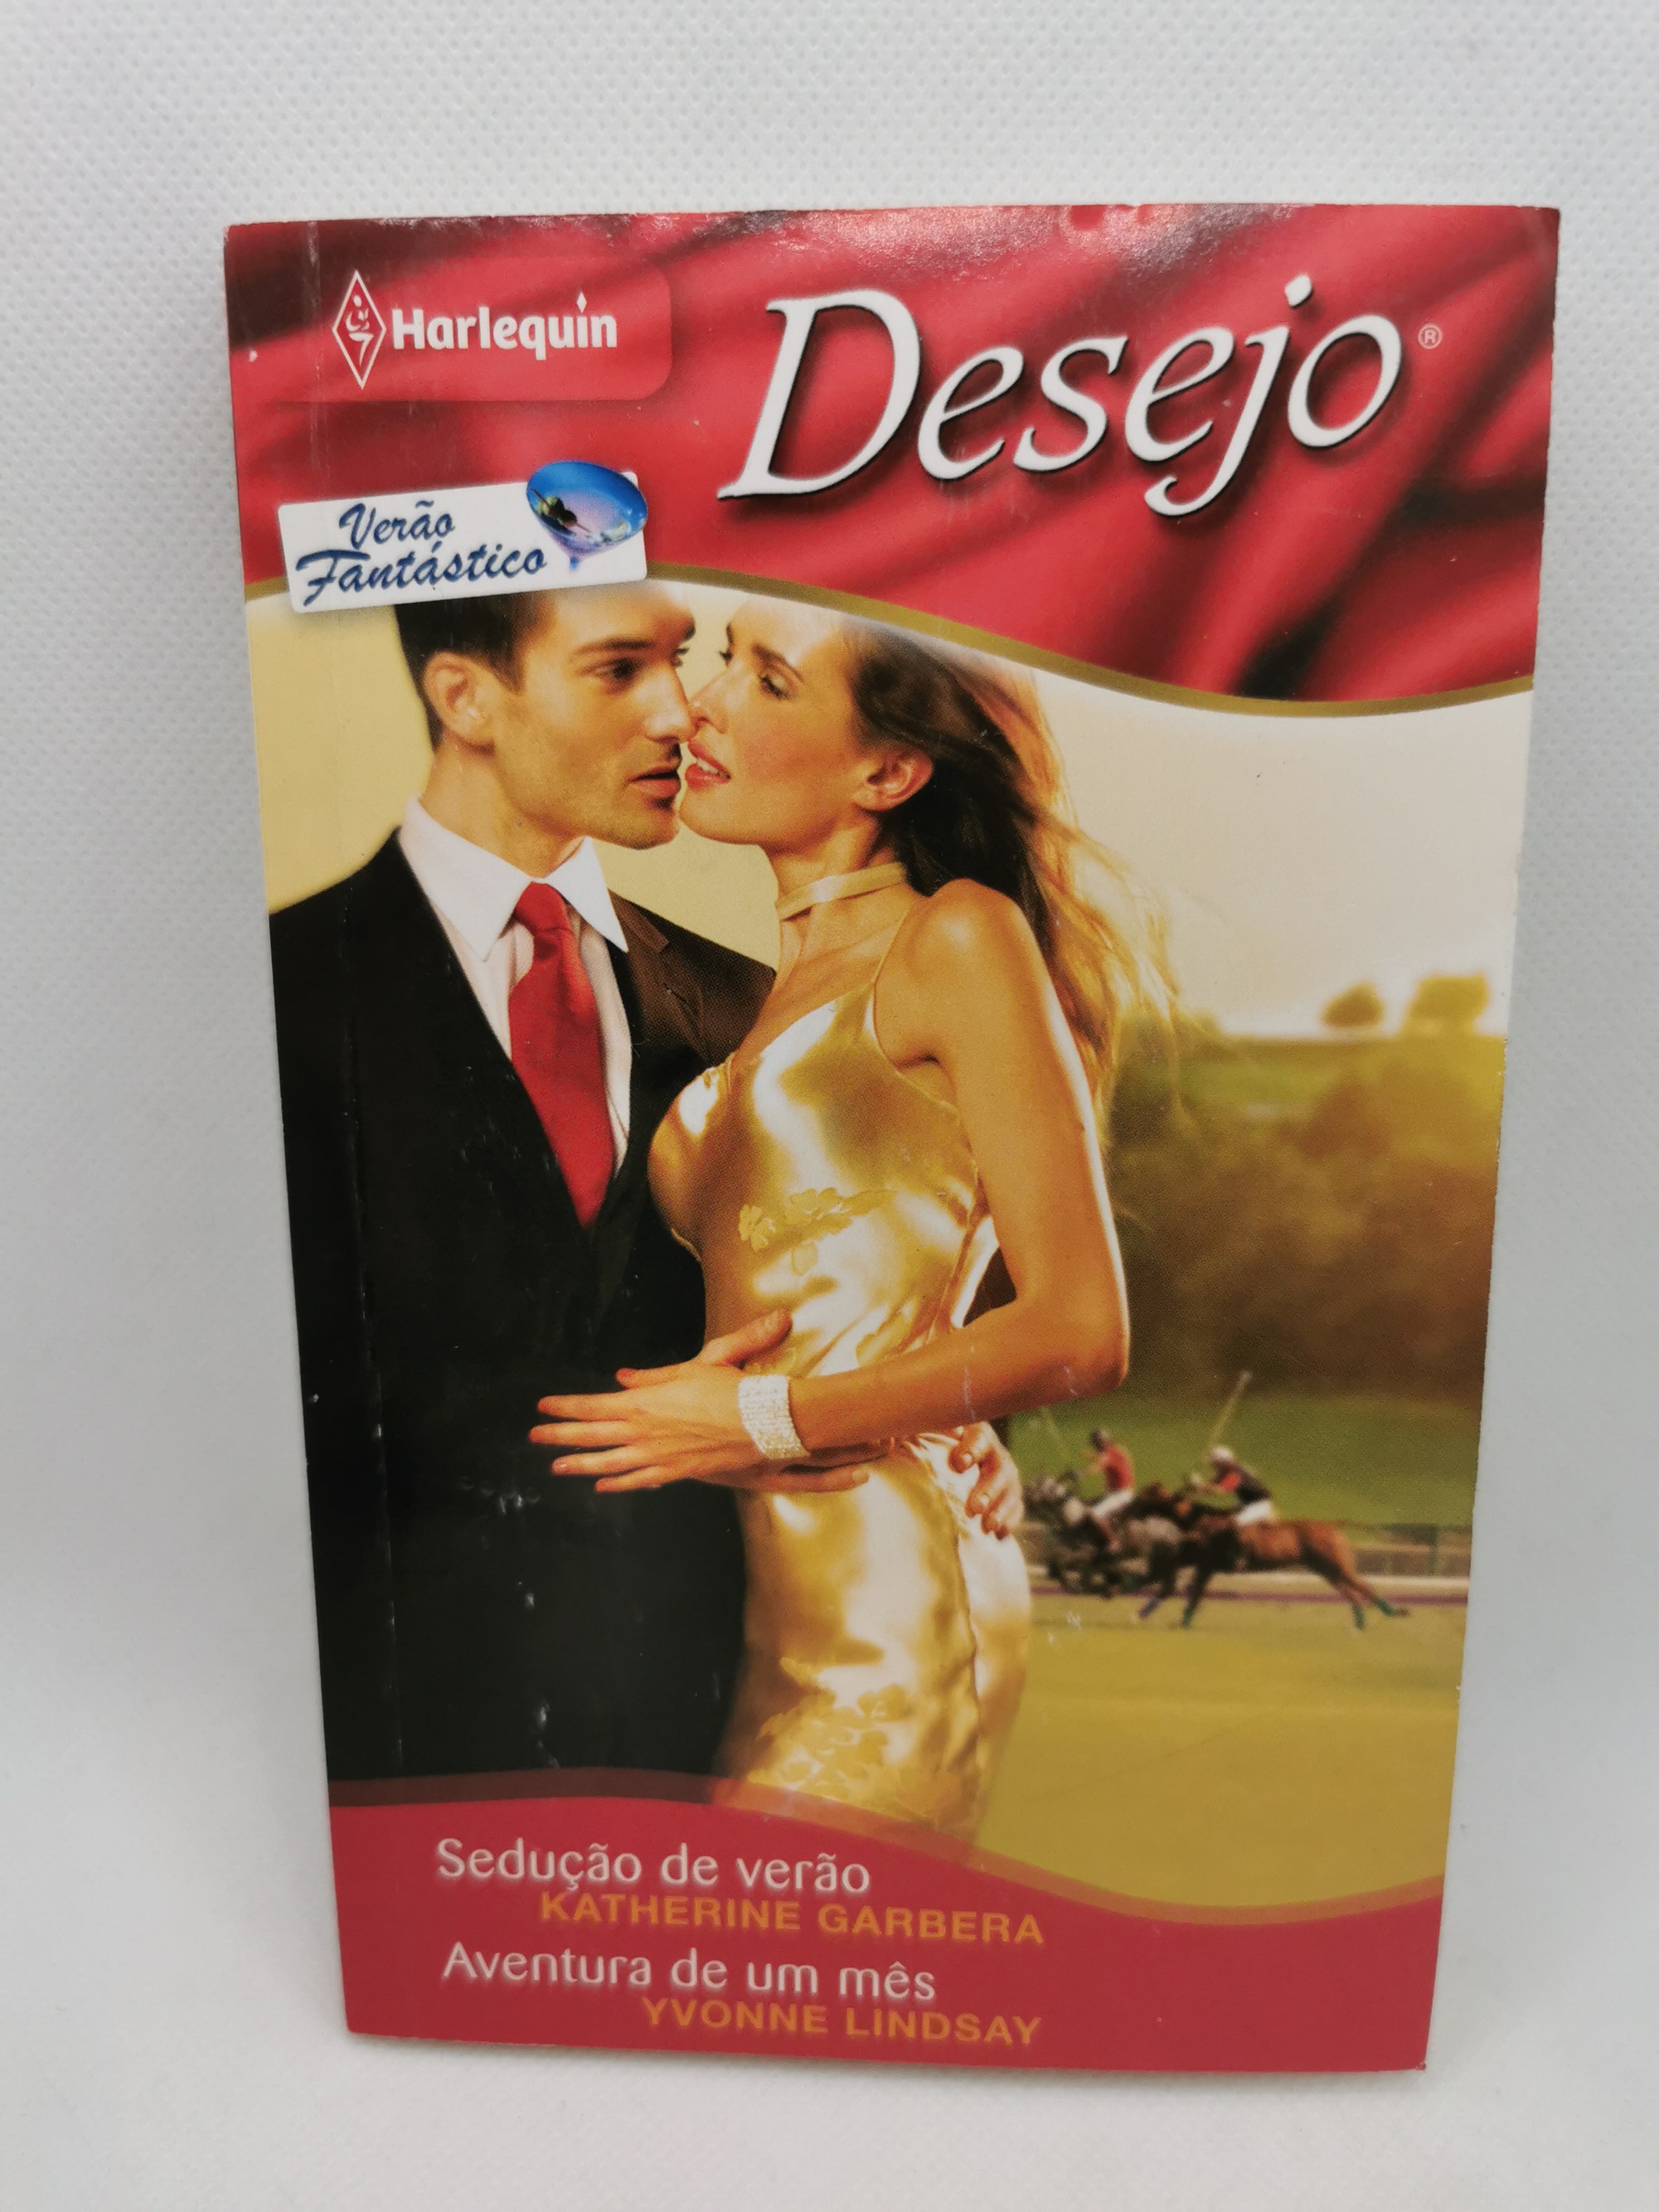 Harlequin
Desejo®
Verão
Fantástico
Sedução de verão
KATHERINE GARBERA
Aventura de um mês
YVONNE LINDSAY